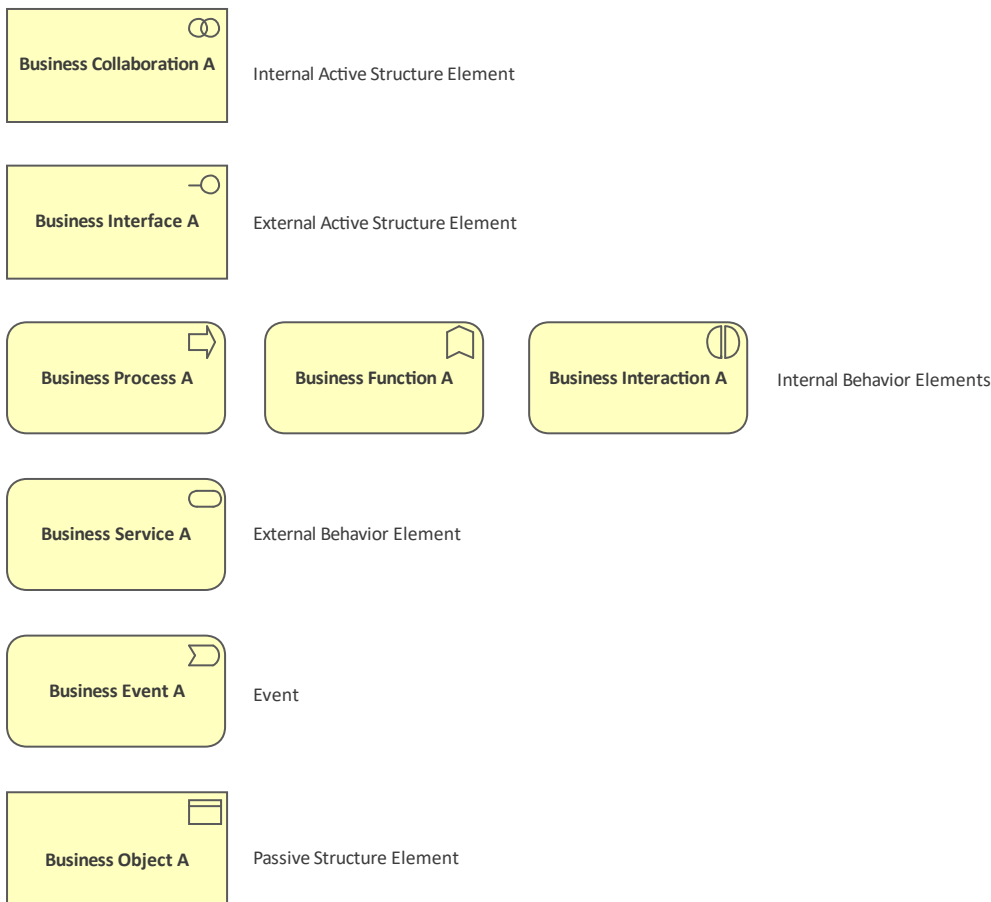 Business Collaboration A
Internal Active Structure Element
Business Interface A
External Active Structure Element
Business Process A
Business Function A
Business Interaction A
Internal Behavior Elements
Business Service A
External Behavior Element
Business Event A
Event
Business Object A
Passive Structure Element